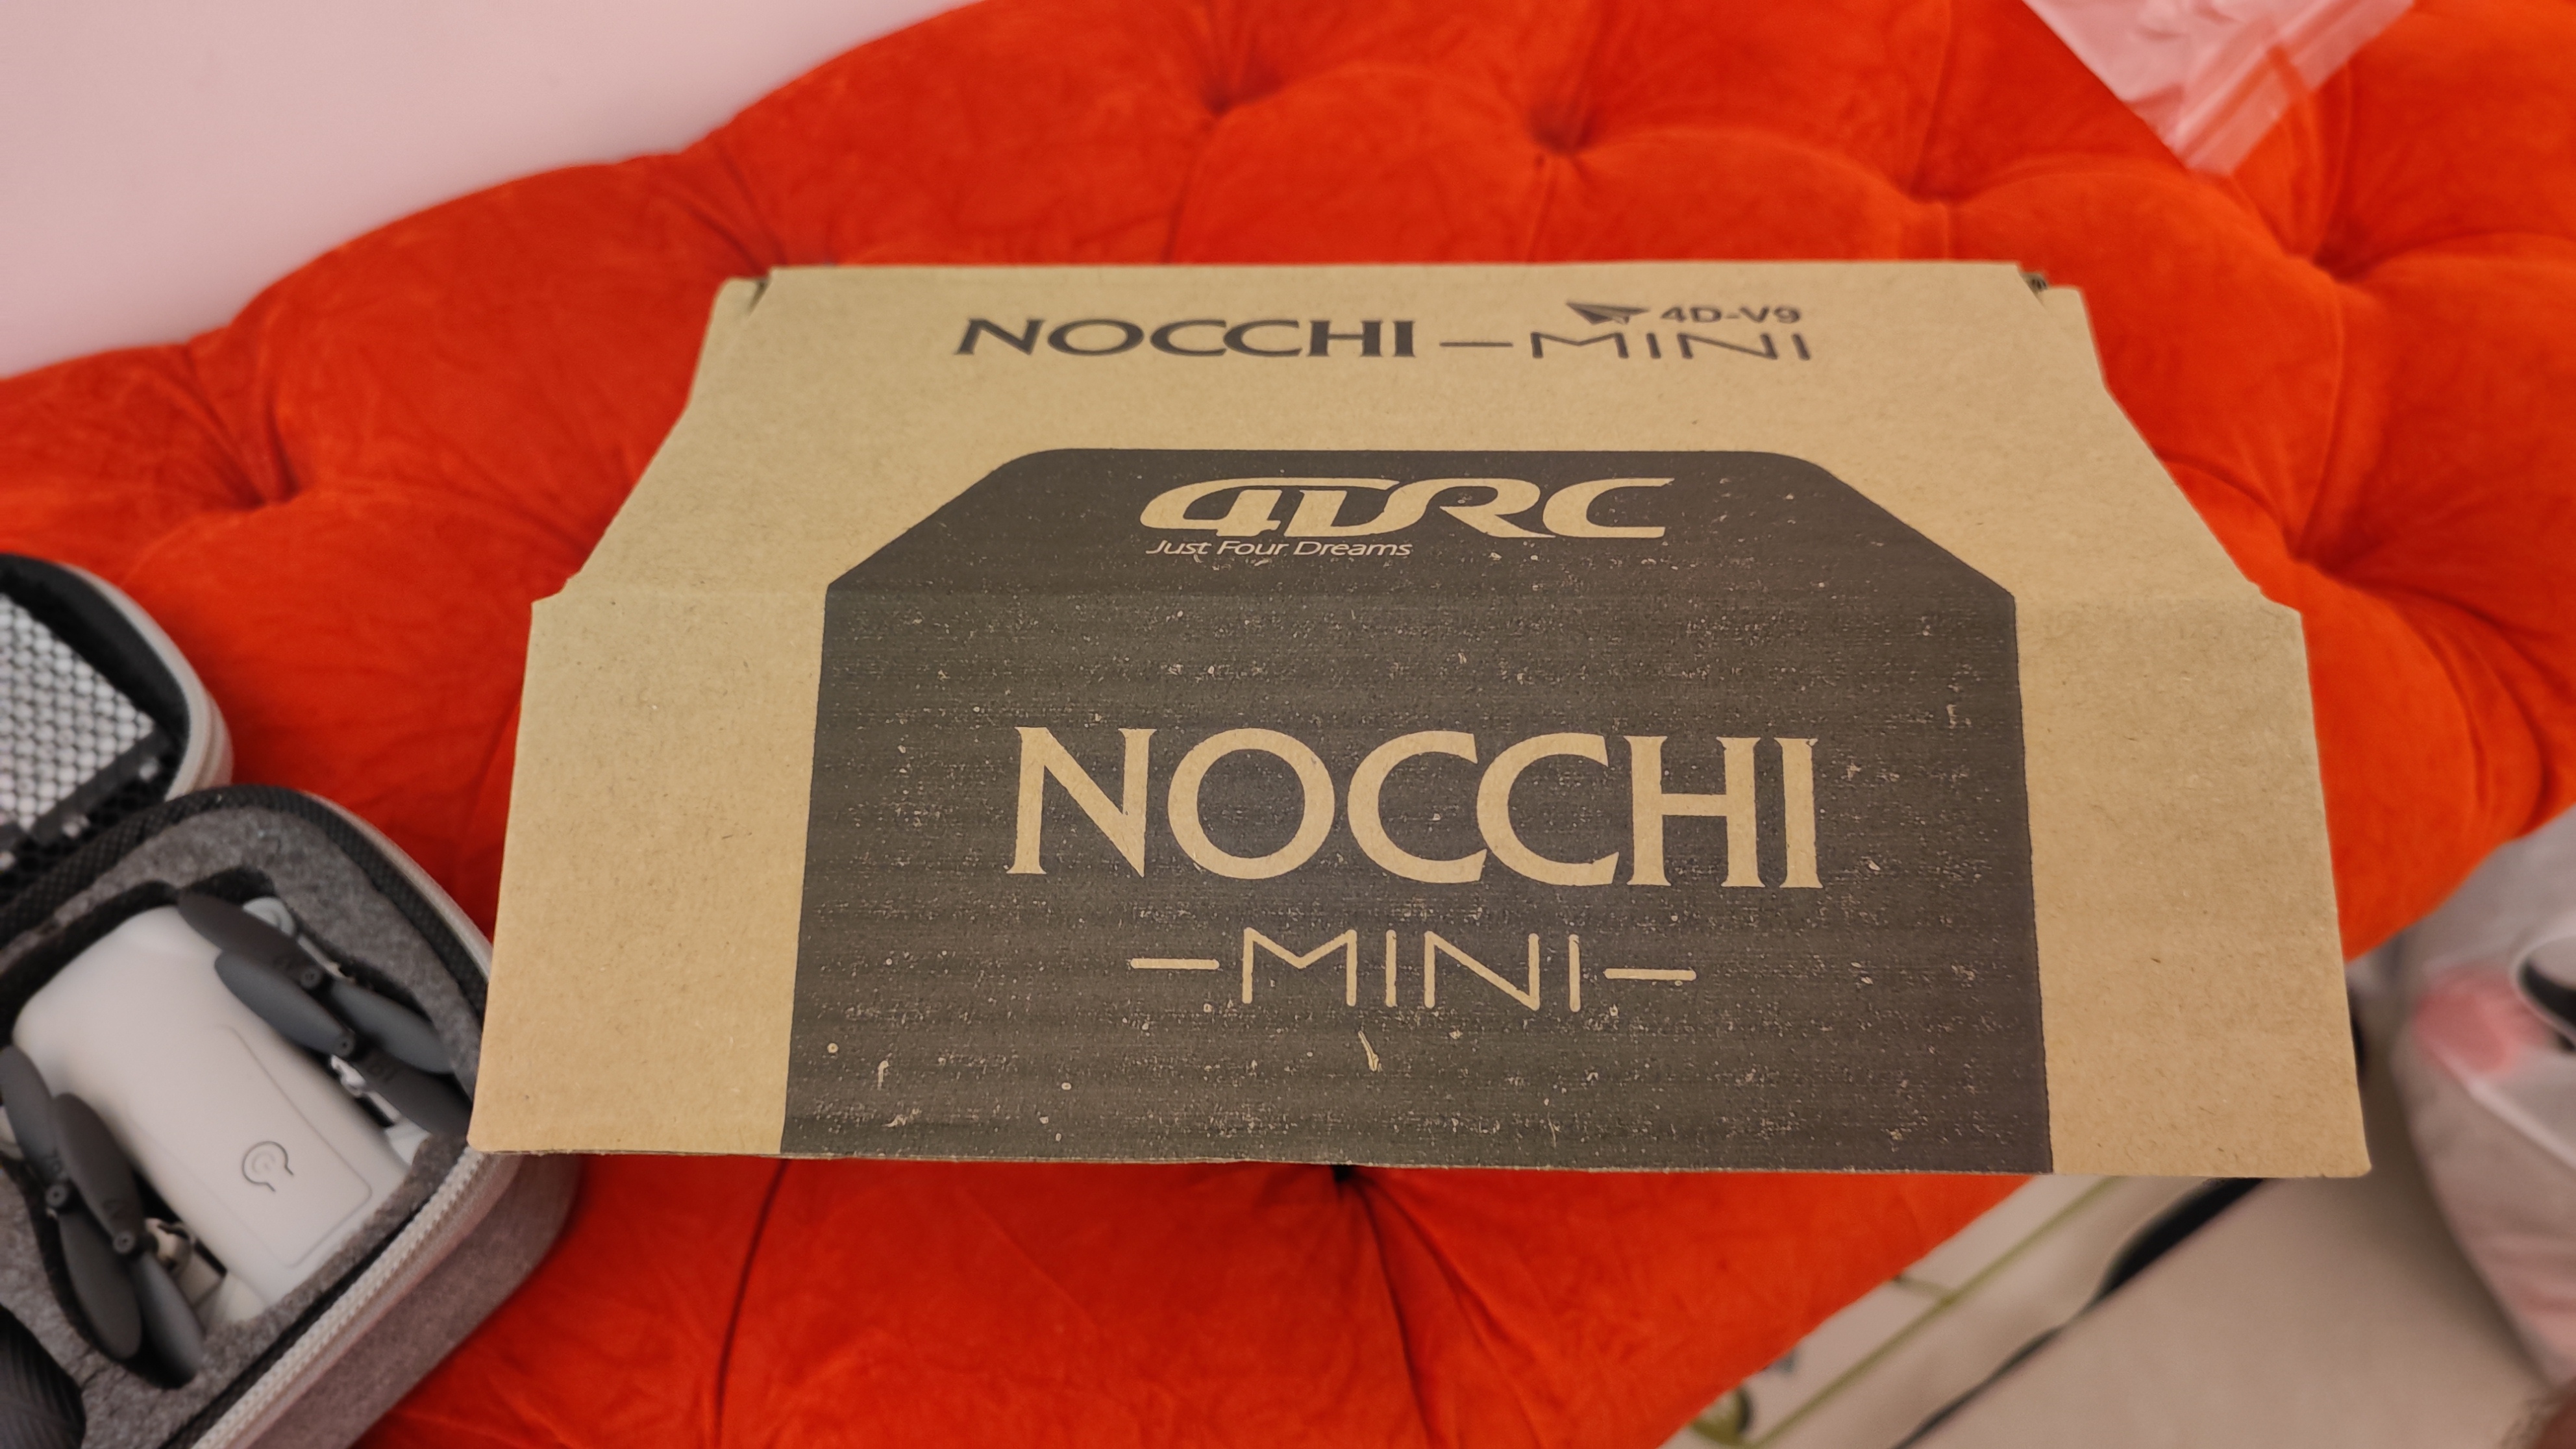 4D-V9
NOCCHI – MINI
4DRC
Just Four Dreams
NOCCHI
–MINI–